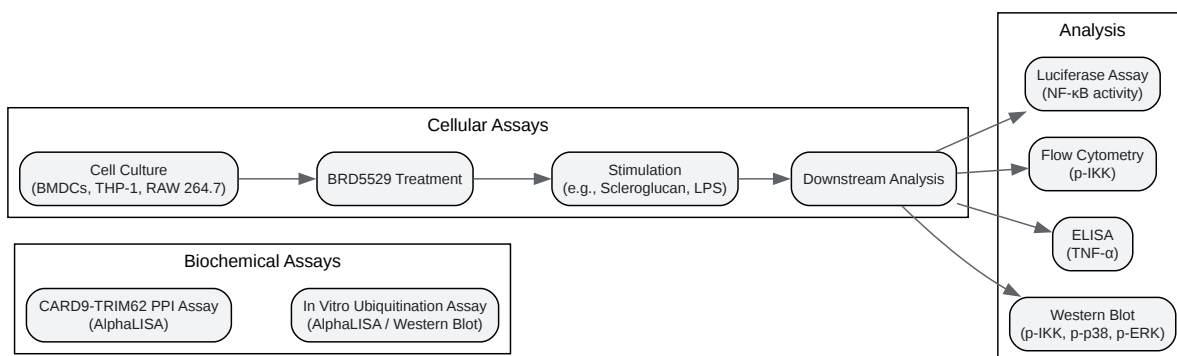 Analysis
Luciferase Assay
(NF-κB activity)
Flow Cytometry
(p-IKK)
ELISA
(TNF-α)
Western Blot
(p-IKK, p-p38, p-ERK)
Cellular Assays
Cell Culture
(BMDCs, THP-1, RAW 264.7)
BRD5529 Treatment
Stimulation
(e.g., Scleroglucan, LPS)
Downstream Analysis
Biochemical Assays
CARD9-TRIM62 PPI Assay
(AlphaLISA)
In Vitro Ubiquitination Assay
(AlphaLISA / Western Blot)